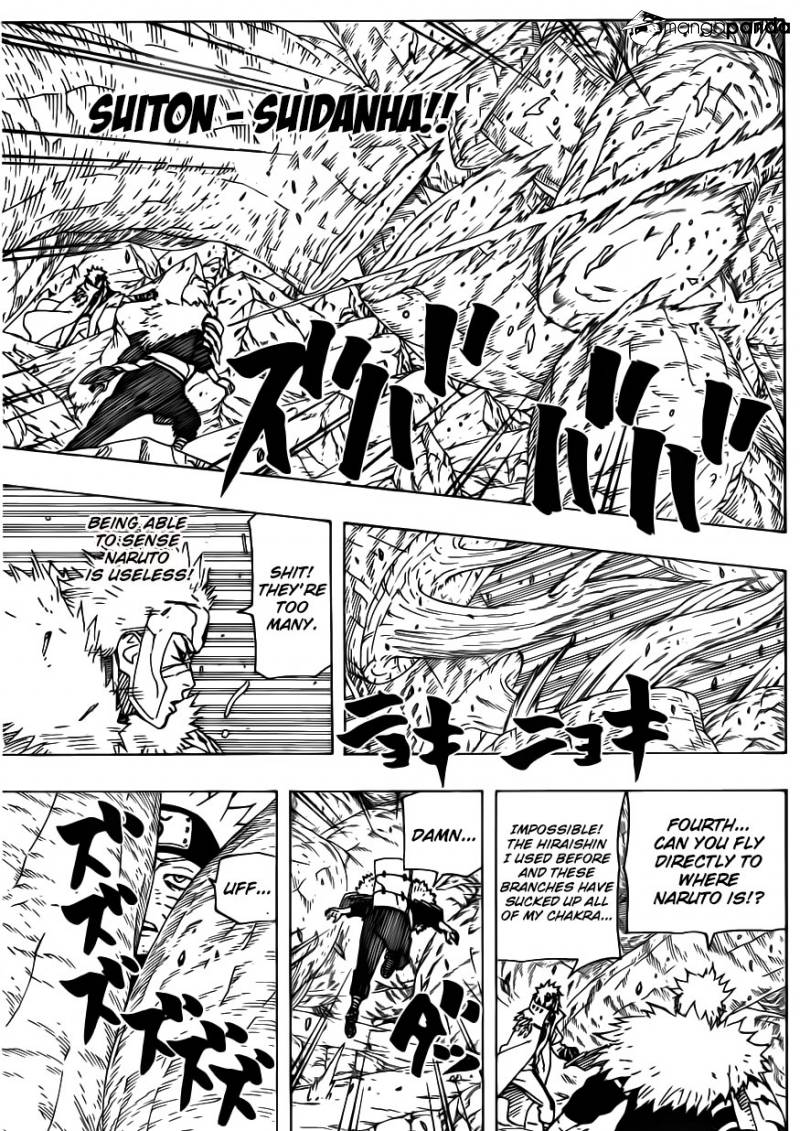 mangapanda
SUITON - SUIDANHA!!
ズババババ
SHIT!
THEY'RE
TOO
MANY.
BEING ABLE
TO SENSE
NARUTO
IS USELESS!
ニョキ ニョキ
FOURTH...
CAN YOU FLY
DIRECTLY TO
WHERE
NARUTO IS!?
IMPOSSIBLE!
THE HIRAISHIN
I USED BEFORE
AND THESE
BRANCHES HAVE
SUCKED UP ALL
OF MY CHAKRA...
DAMN...
ダッ
UFF...
ズズズズズズズ